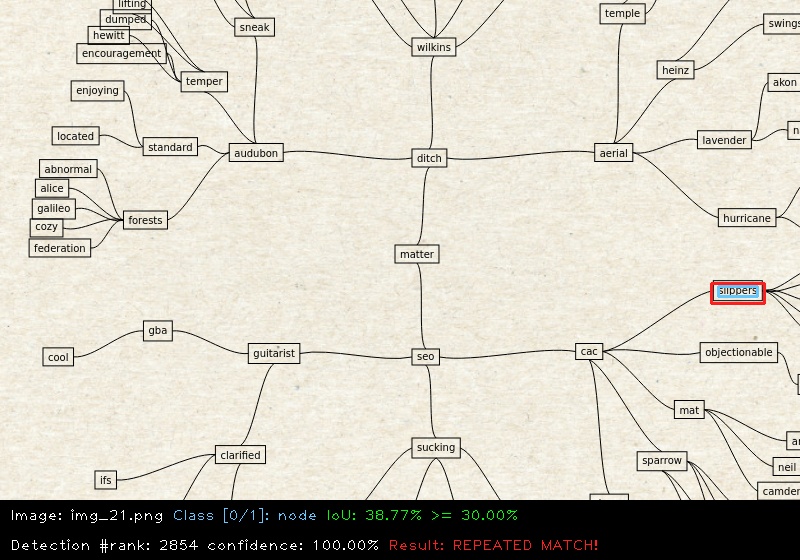 lifting
dumped
sneak
temple
swings
hewitt
wilkins
encouragement
heinz
temper
enjoying
akon
located
standard
lavender
audubon
ditch
aerial
abnormal
alice
galileo
forests
hurricane
cozy
federation
matter
slippers
gba
cool
guitarist
seo
cac
objectionable
mat
sucking
clarified
sparrow
neil
ifs
camden
Image: img_21.png Class [0/1]: node IoU: 38.77% >= 30.00%
Detection #rank: 2854 confidence: 100.00% Result: REPEATED MATCH!